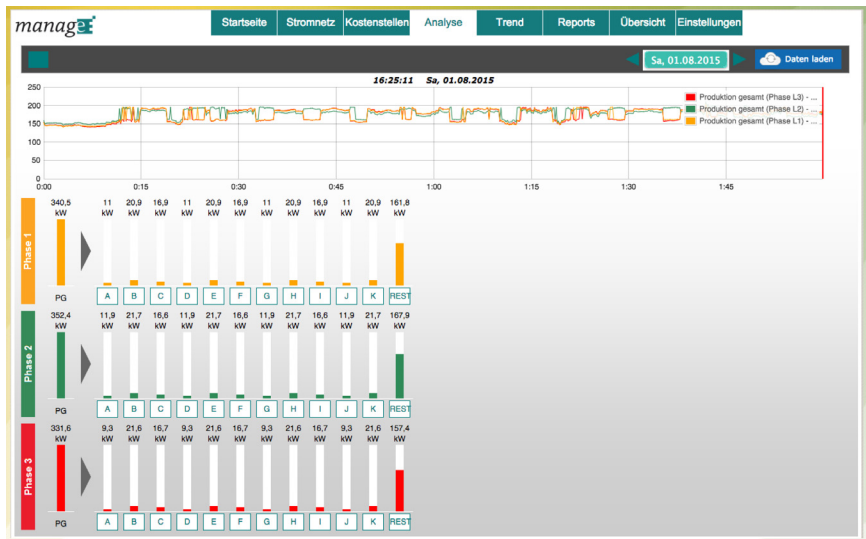 managee
Startseite Stromnetz Kostenstellen Analyse Trend Reports Übersicht Einstellungen
Sa, 01.08.2015 Daten laden
16:25:11 Sa, 01.08.2015
250
200
150
100
50
0
Produktion gesamt (Phase L3) - ...
Produktion gesamt (Phase L2) - ...
Produktion gesamt (Phase L1) - ...
0:00 0:15 0:30 0:45 1:00 1:15 1:30 1:45
Phase 1
340,5 11 20,9 16,9 11 20,9 16,9 11 20,9 16,9 11 20,9 161,8
kW kW kW kW kW kW kW kW kW kW kW kW kW
PG A B C D E F G H I J K REST
Phase 2
352,4 11,9 21,7 16,6 11,9 21,7 16,6 11,9 21,7 16,6 11,9 21,7 167,9
kW kW kW kW kW kW kW kW kW kW kW kW kW
PG A B C D E F G H I J K REST
Phase 3
331,6 9,3 21,6 16,7 9,3 21,6 16,7 9,3 21,6 16,7 9,3 21,6 157,4
kW kW kW kW kW kW kW kW kW kW kW kW kW
PG A B C D E F G H I J K REST